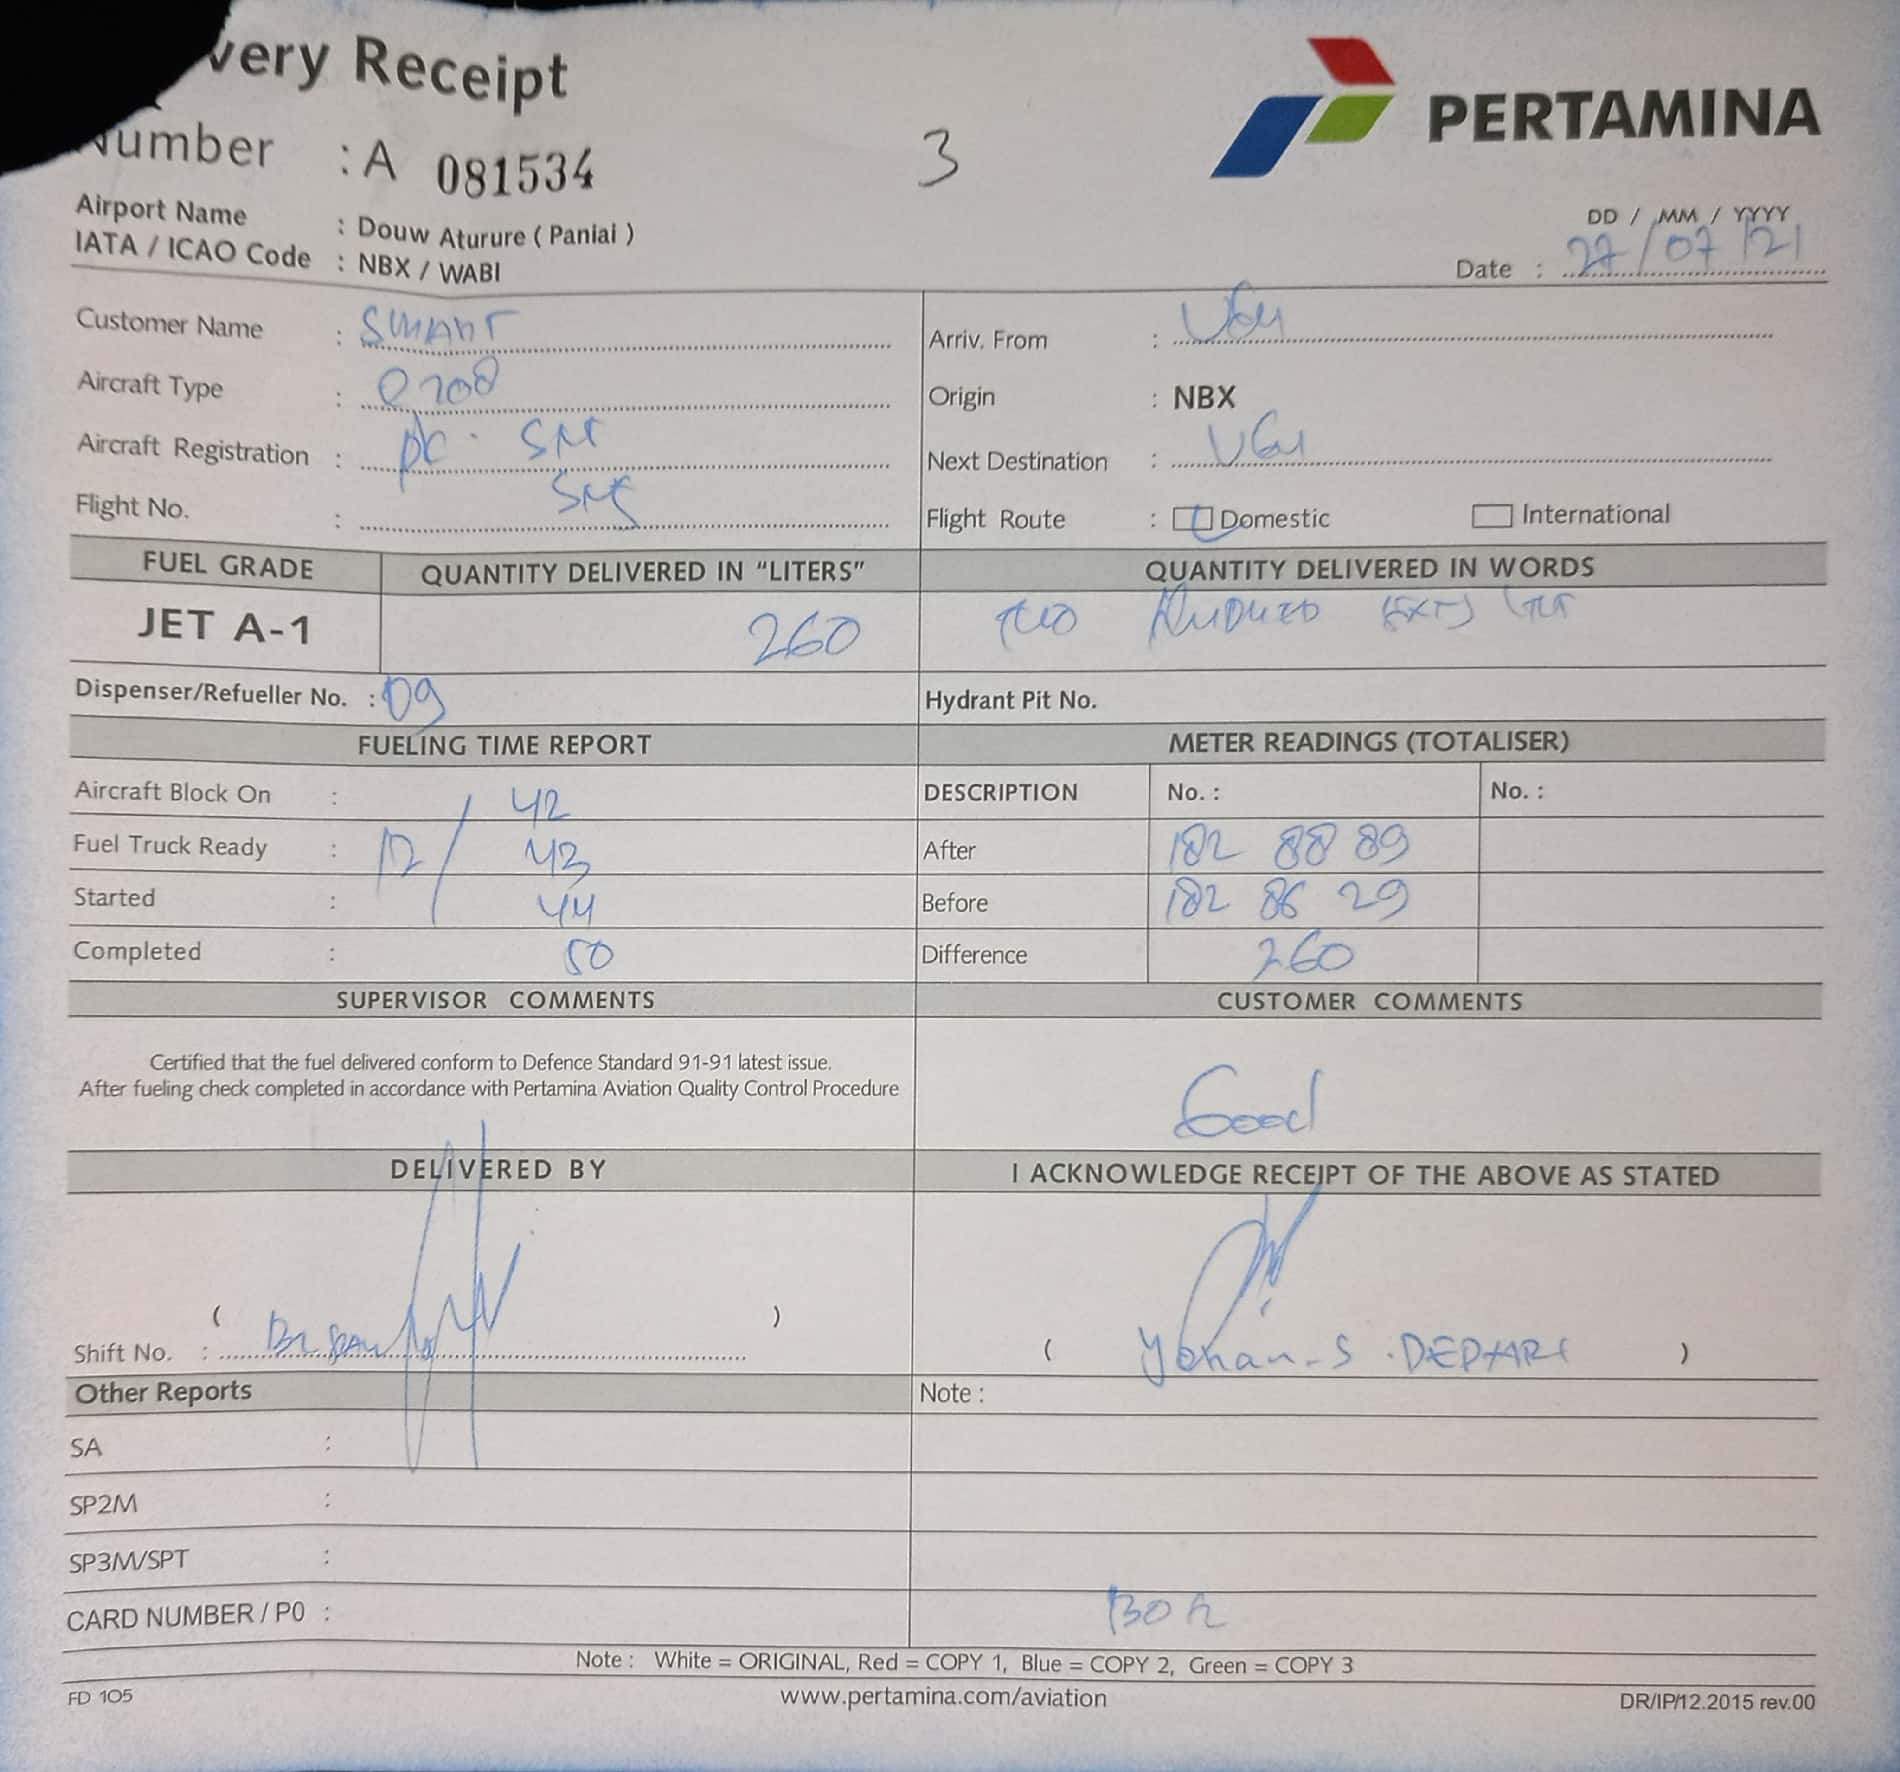 very Receipt
PERTAMINA
Number : A 081534
3
Airport Name : Douw Aturure ( Paniai )
IATA / ICAO Code : NBX / WABI
DD / MM / YYYY
Date : 27/07/21
Customer Name : SMART
Arriv. From : UGU
Aircraft Type : C208
Origin : NBX
Aircraft Registration : PK. SN
Next Destination : UGU
Flight No. :
Flight Route : Domestic International
FUEL GRADE QUANTITY DELIVERED IN “LITERS” QUANTITY DELIVERED IN WORDS
JET A-1 260 two
Dispenser/Refueller No. : 09 Hydrant Pit No.
FUELING TIME REPORT METER READINGS (TOTALISER)
Aircraft Block On : 42 DESCRIPTION No. : No. :
Fuel Truck Ready : 12/ 43 After 182 88 89
Started : 44 Before 182 86 29
Completed : 50 Difference 260
SUPERVISOR COMMENTS CUSTOMER COMMENTS
Certified that the fuel delivered conform to Defence Standard 91-91 latest issue.
After fueling check completed in accordance with Pertamina Aviation Quality Control Procedure
Good
DELIVERED BY I ACKNOWLEDGE RECEIPT OF THE ABOVE AS STATED
( )
Shift No. :
( Yohan. S. DEPARI )
Other Reports Note :
SA :
SP2M :
SP3M/SPT :
CARD NUMBER / P0 :
Note : White = ORIGINAL, Red = COPY 1, Blue = COPY 2, Green = COPY 3
FD 105 www.pertamina.com/aviation DR/IP/12.2015 rev.00